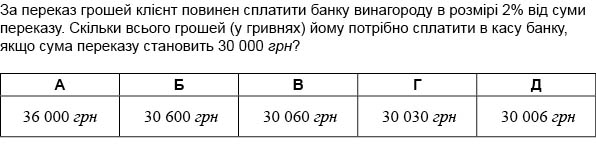 За переказ грошей клієнт повинен сплатити банку винагороду в розмірі 2% від суми
переказу. Скільки всього грошей (у гривнях) йому потрібно сплатити в касу банку,
якщо сума переказу становить 30 000 грн?
А Б В Г Д
36 000 грн 30 600 грн 30 060 грн 30 030 грн 30 006 грн